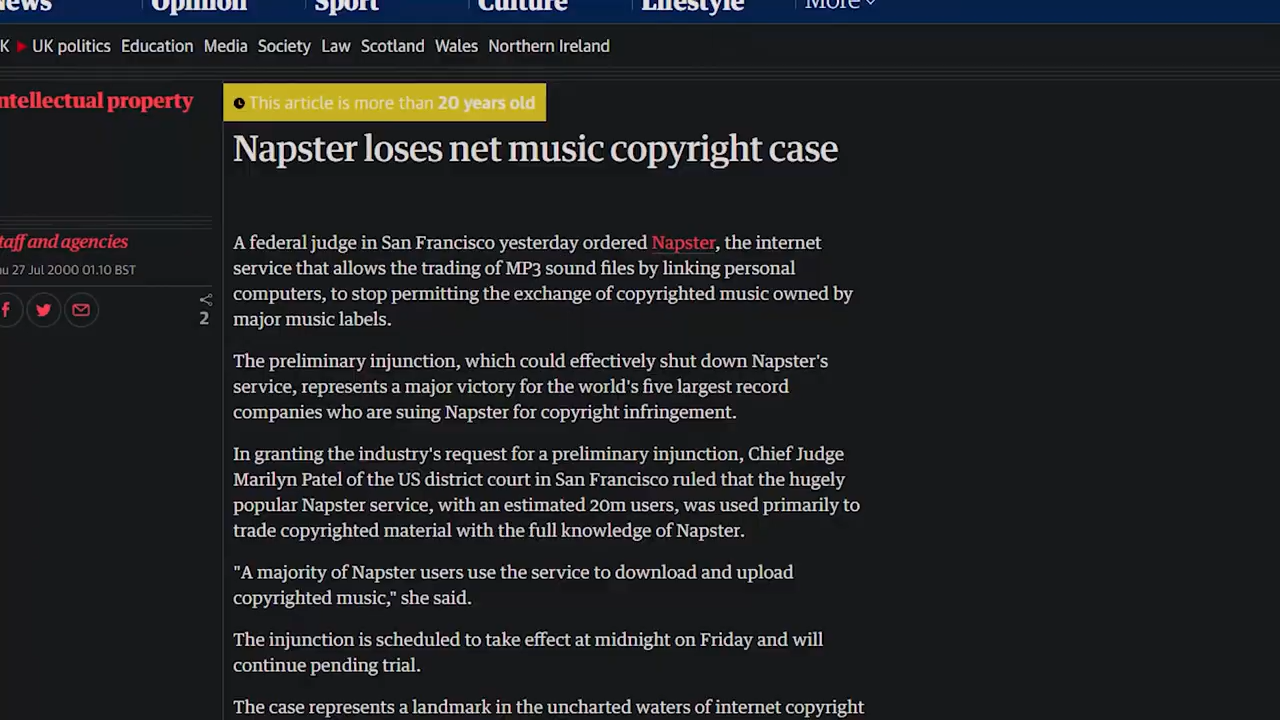 News Opinion Sport Culture Lifestyle More
UK politics Education Media Society Law Scotland Wales Northern Ireland
ntellectual property
This article is more than 20 years old
Napster loses net music copyright case
taff and agencies
27 Jul 2000 01.10 BST
2
A federal judge in San Francisco yesterday ordered Napster, the internet
service that allows the trading of MP3 sound files by linking personal
computers, to stop permitting the exchange of copyrighted music owned by
major music labels.
The preliminary injunction, which could effectively shut down Napster's
service, represents a major victory for the world's five largest record
companies who are suing Napster for copyright infringement.
In granting the industry's request for a preliminary injunction, Chief Judge
Marilyn Patel of the US district court in San Francisco ruled that the hugely
popular Napster service, with an estimated 20m users, was used primarily to
trade copyrighted material with the full knowledge of Napster.
"A majority of Napster users use the service to download and upload
copyrighted music," she said.
The injunction is scheduled to take effect at midnight on Friday and will
continue pending trial.
The case represents a landmark in the uncharted waters of internet copyright